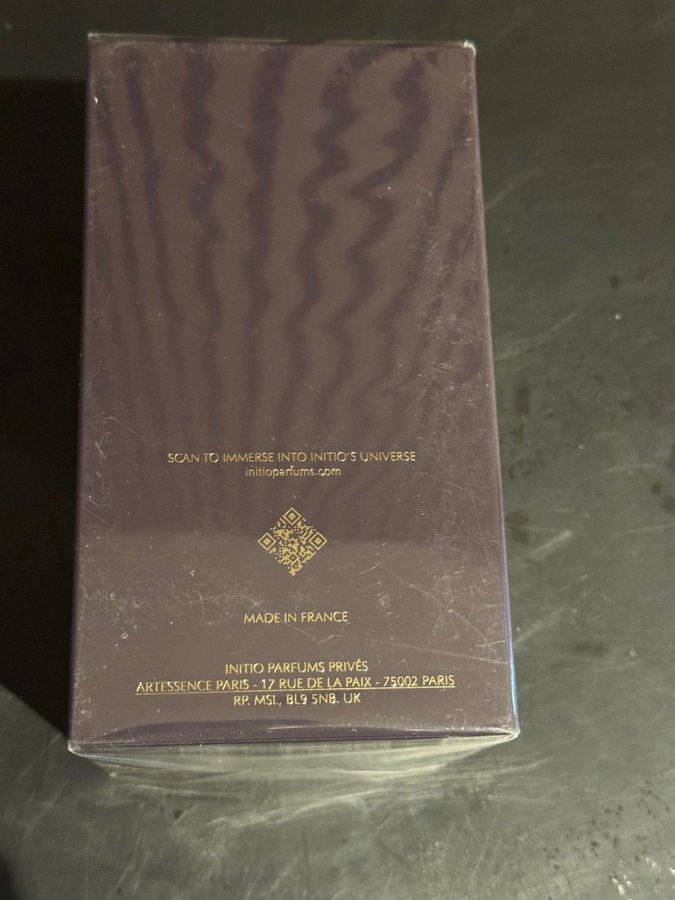 SCAN TO IMMERSE INTO INITIO'S UNIVERSE
initioparfums.com
MADE IN FRANCE
INITIO PARFUMS PRIVÉS
ARTESSENCE PARIS - 17 RUE DE LA PAIX - 75002 PARIS
RP. MSL, BL9 5NB. UK